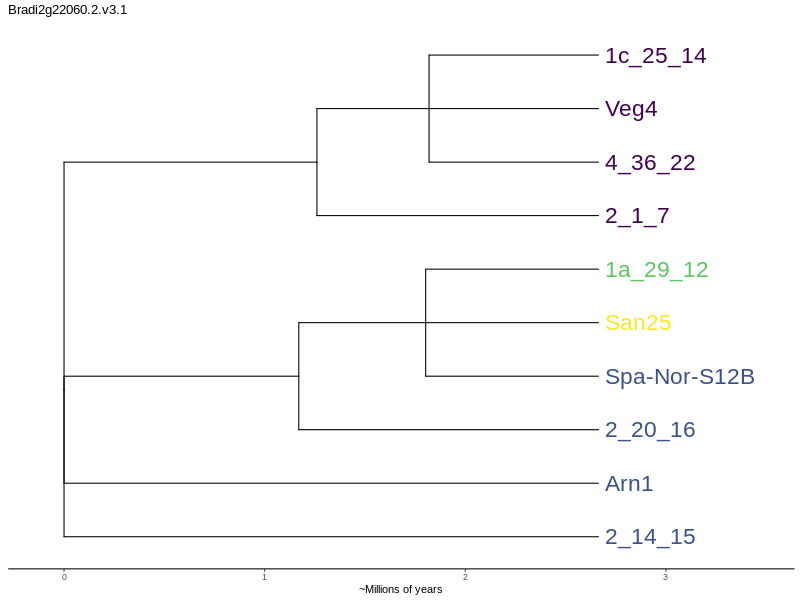 Bradi2g22060.2.v3.1
1c_25_14
Veg4
4_36_22
2_1_7
1a_29_12
San25
Spa-Nor-S12B
2_20_16
Arn1
2_14_15
0 1 2 3
~Millions of years